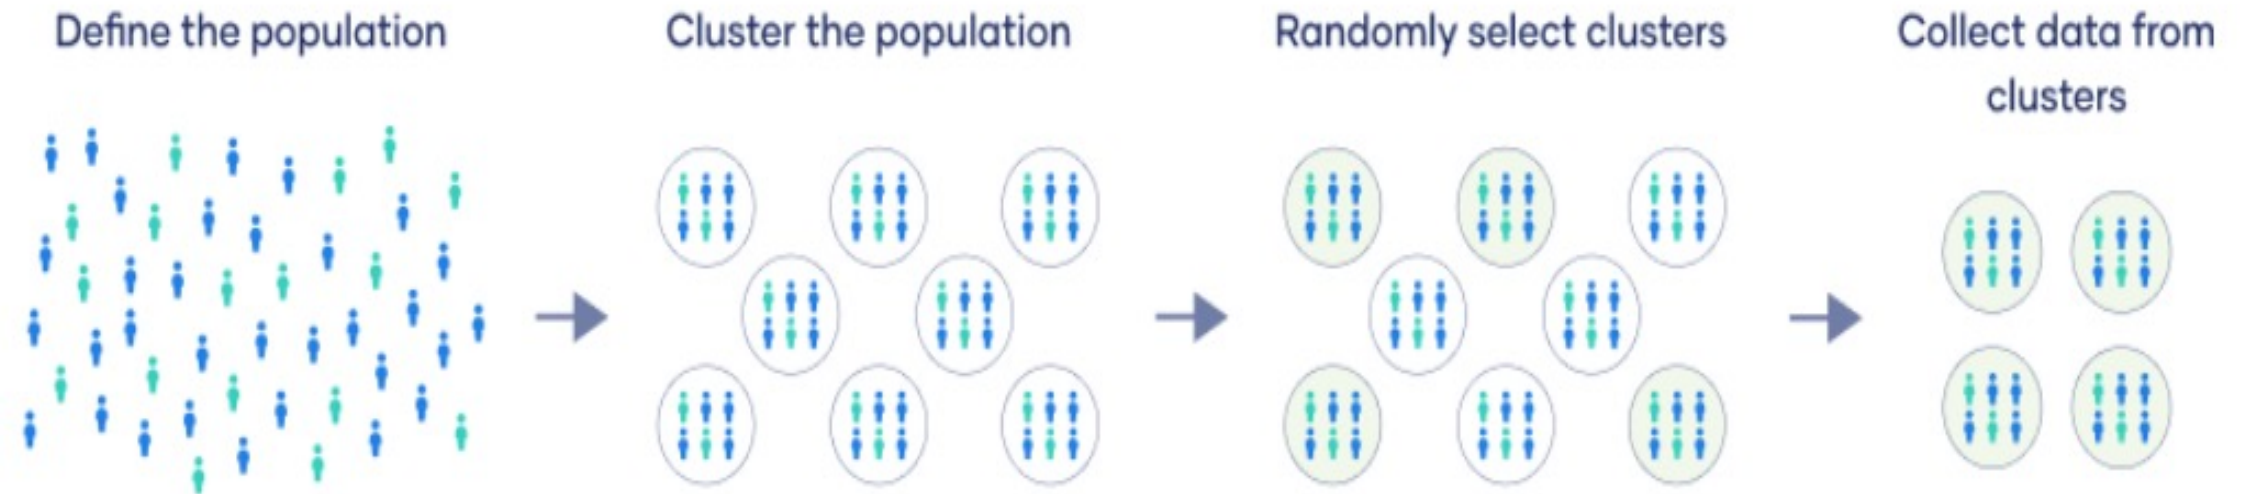 Define the population
Cluster the population
Randomly select clusters
Collect data from
clusters